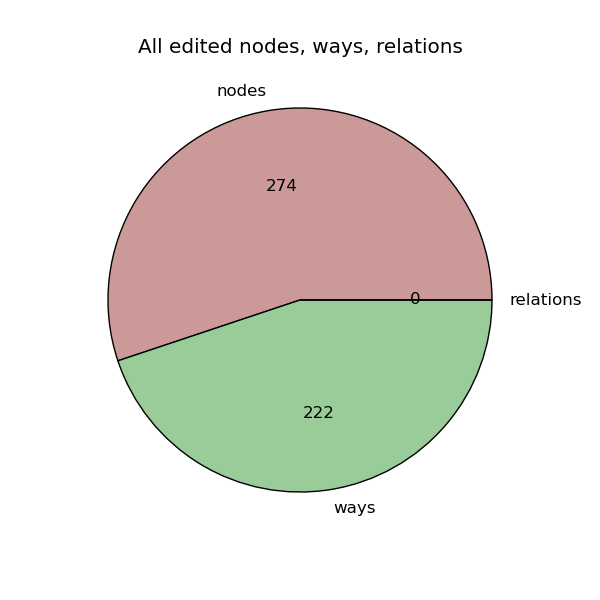 All edited nodes, ways, relations
nodes
274
0
relations
222
ways